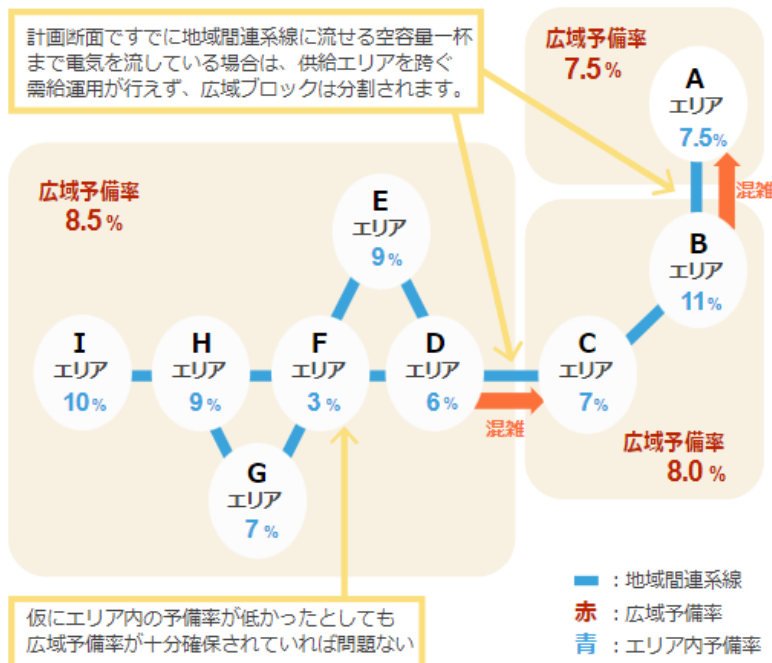 計画断面ですでに地域間連系線に流せる空容量一杯
まで電気を流している場合は、供給エリアを跨ぐ
需給運用が行えず、広域ブロックは分割されます。
広域予備率
7.5 %
A
エリア
7.5%
混雑
B
エリア
11%
広域予備率
8.5 %
E
エリア
9%
I
エリア
10%
H
エリア
9%
F
エリア
3%
D
エリア
6%
混雑
C
エリア
7%
G
エリア
7%
広域予備率
8.0 %
仮にエリア内の予備率が低かったとしても
広域予備率が十分確保されていれば問題ない
：地域間連系線
赤：広域予備率
青：エリア内予備率